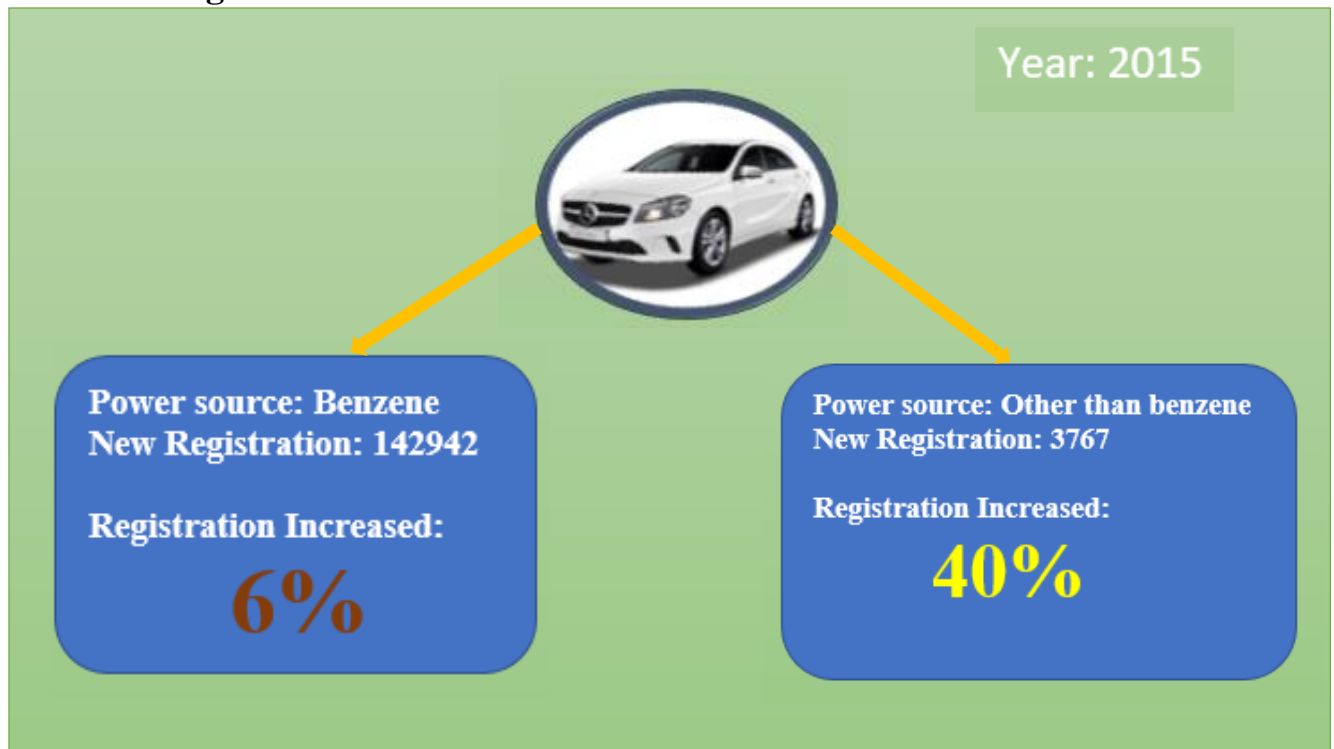 Year: 2015
Power source: Benzene
New Registration: 142942
Registration Increased:
6%
Power source: Other than benzene
New Registration: 3767
Registration Increased:
40%